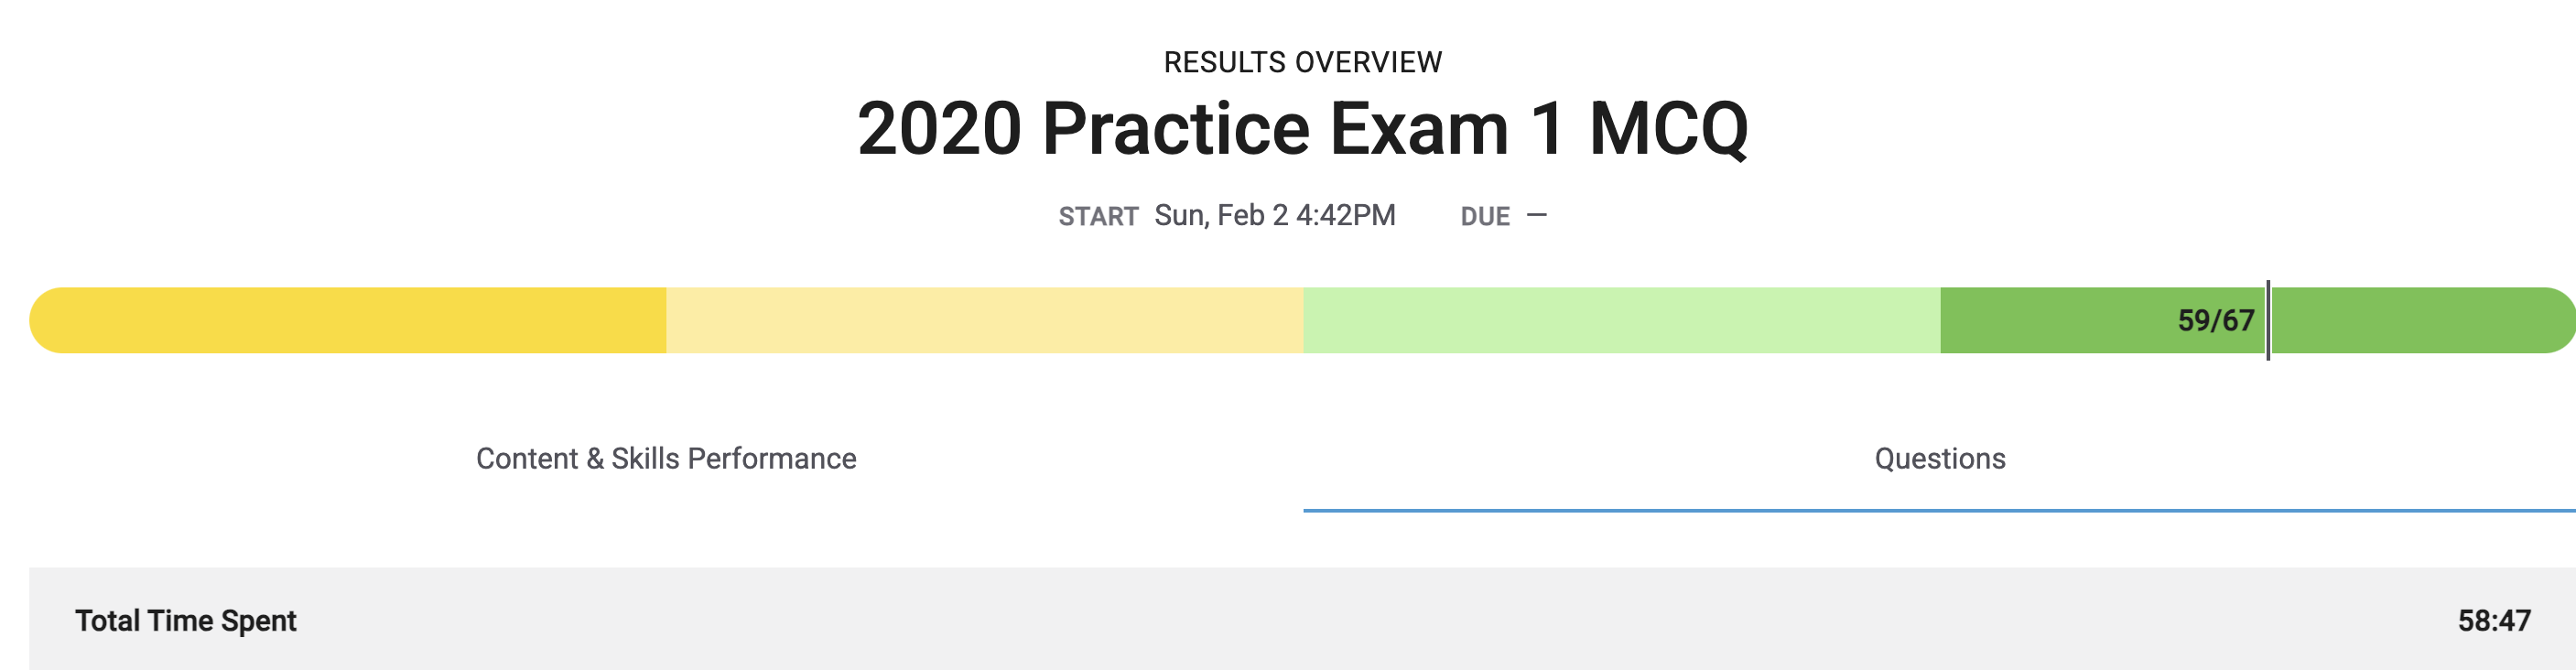 RESULTS OVERVIEW
2020 Practice Exam 1 MCQ
START Sun, Feb 2 4:42PM DUE —
59/67
Content & Skills Performance
Questions
Total Time Spent 58:47